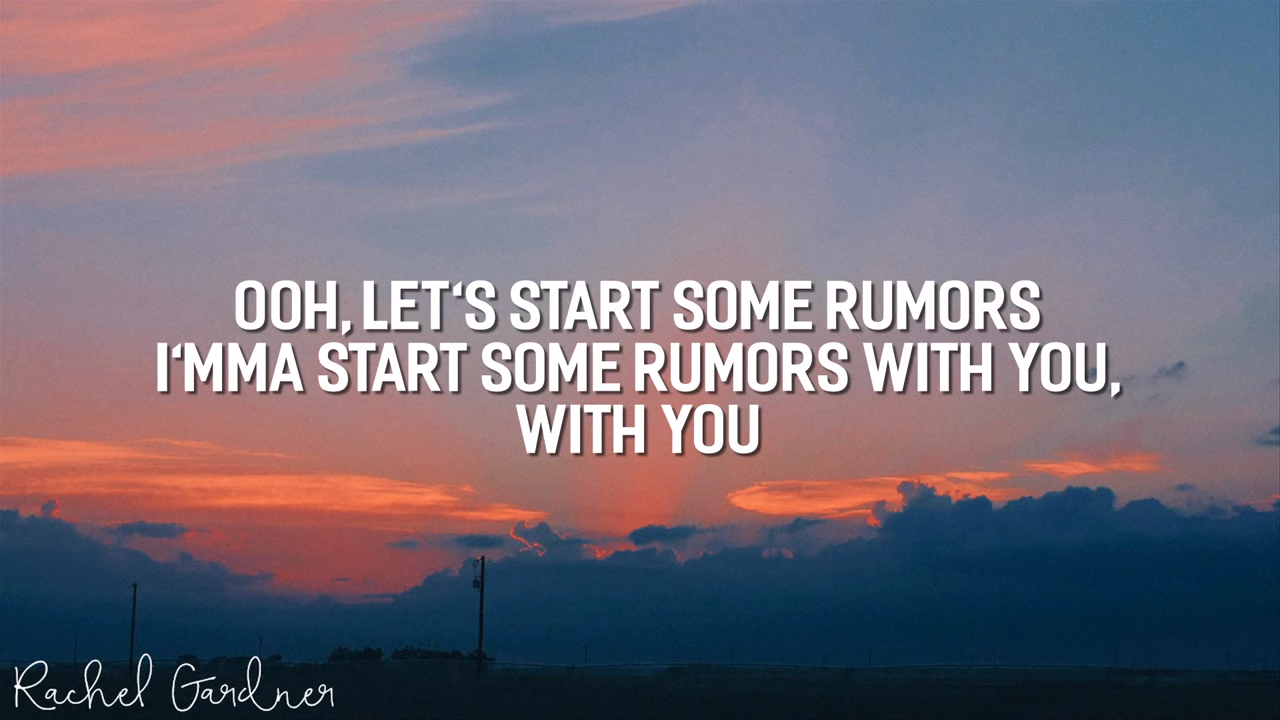 OOH, LET‘S START SOME RUMORS
I‘MMA START SOME RUMORS WITH YOU,
WITH YOU
Rachel Gardner